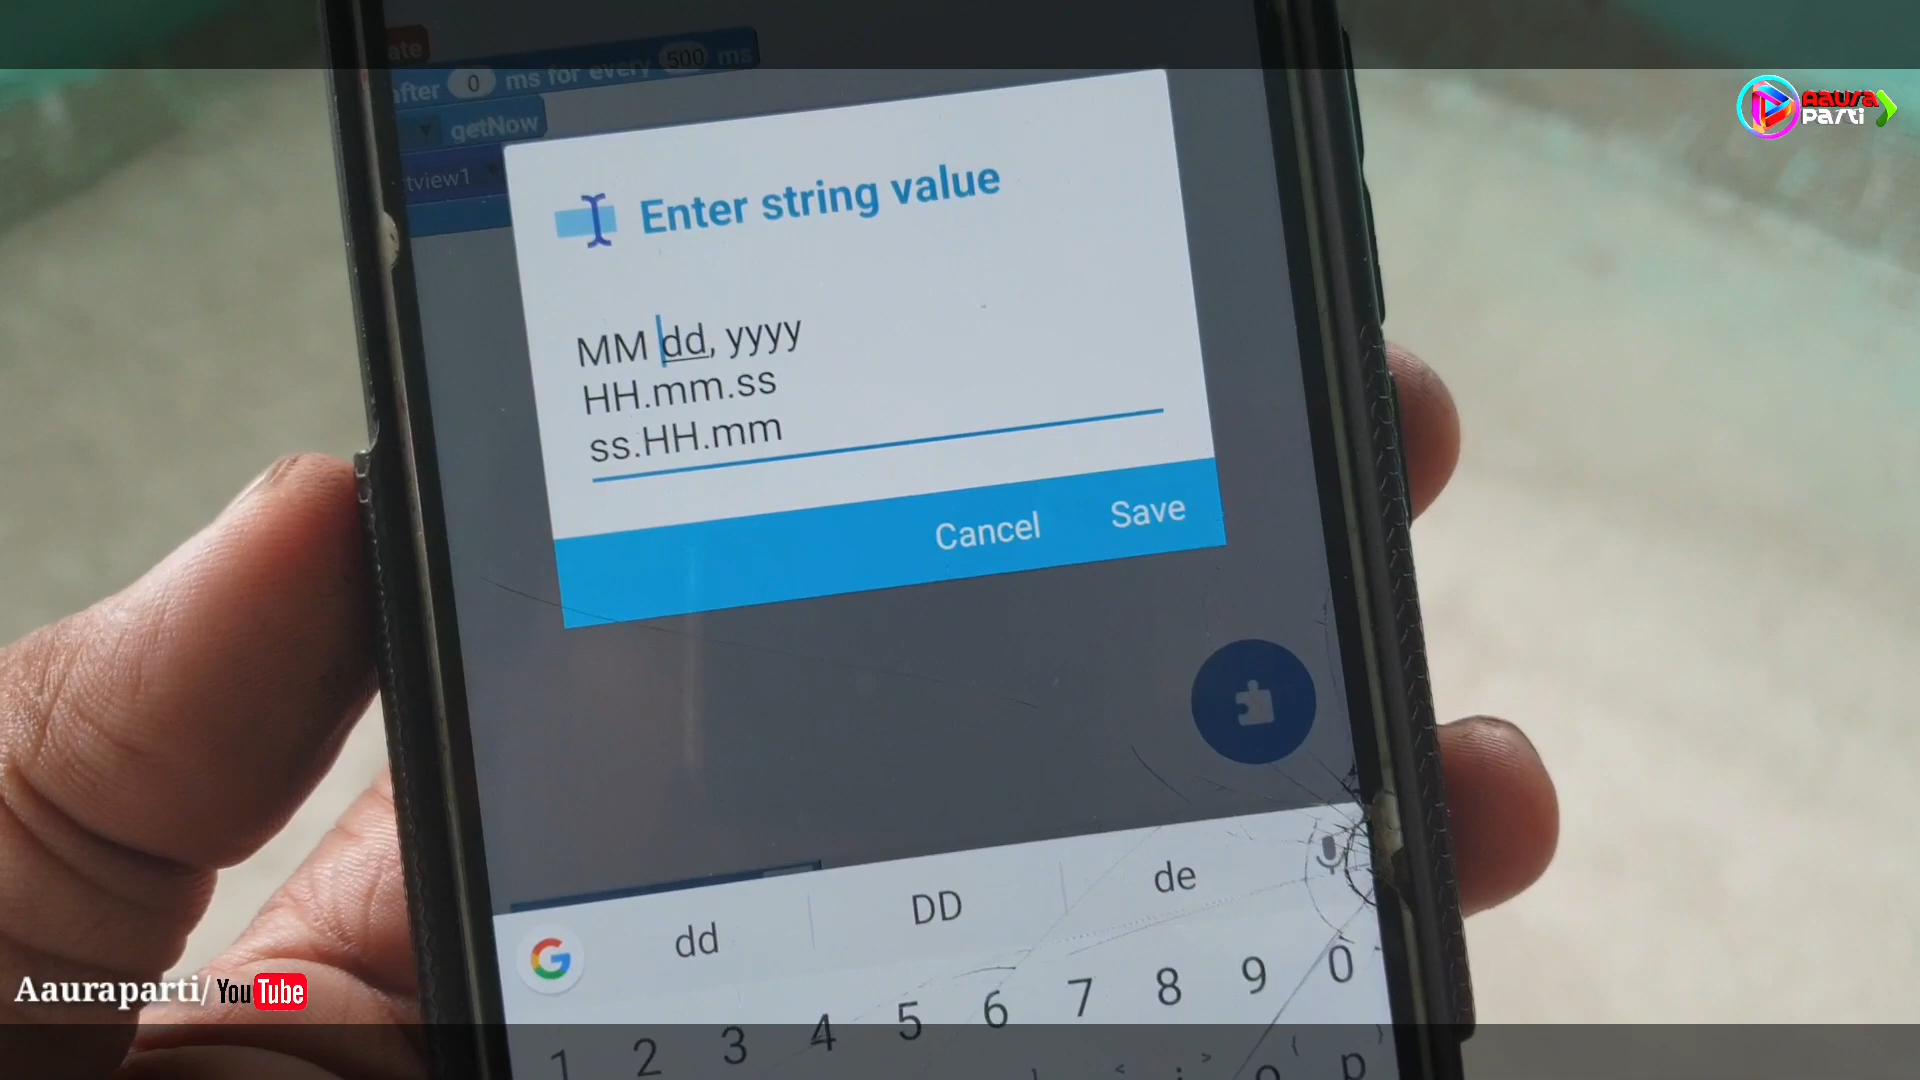 ate
after 0 ms for every 500 ms
getNow
tview1
Aaura
Parti
Enter string value
MM dd, yyyy
HH.mm.ss
ss.HH.mm
Cancel Save
dd DD de
1 2 3 4 5 6 7 8 9 0
p
Aauraparti/YouTube